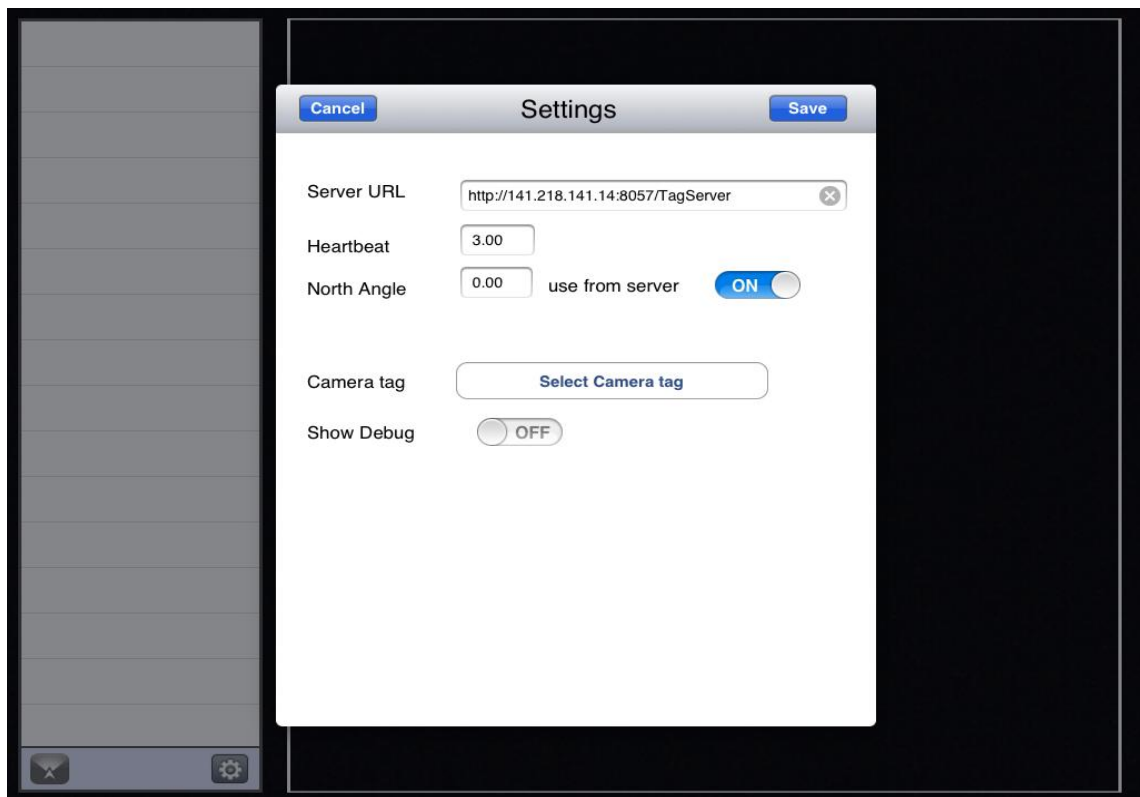 Cancel Settings Save
Server URL http://141.218.141.14:8057/TagServer
Heartbeat 3.00
North Angle 0.00 use from server ON
Camera tag Select Camera tag
Show Debug OFF